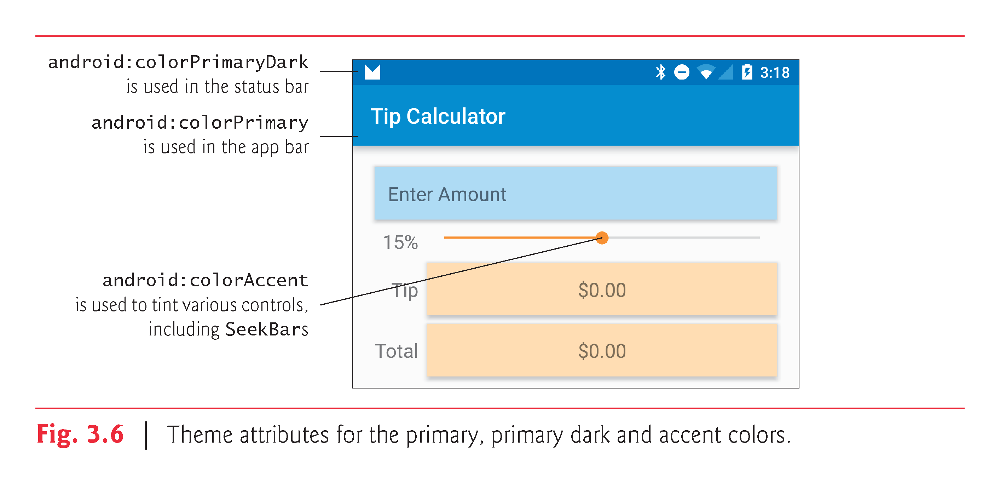 android:colorPrimaryDark
is used in the status bar
android:colorPrimary
is used in the app bar
android:colorAccent
is used to tint various controls,
including SeekBars
3:18
Tip Calculator
Enter Amount
15%
Tip $0.00
Total $0.00
Fig. 3.6 | Theme attributes for the primary, primary dark and accent colors.